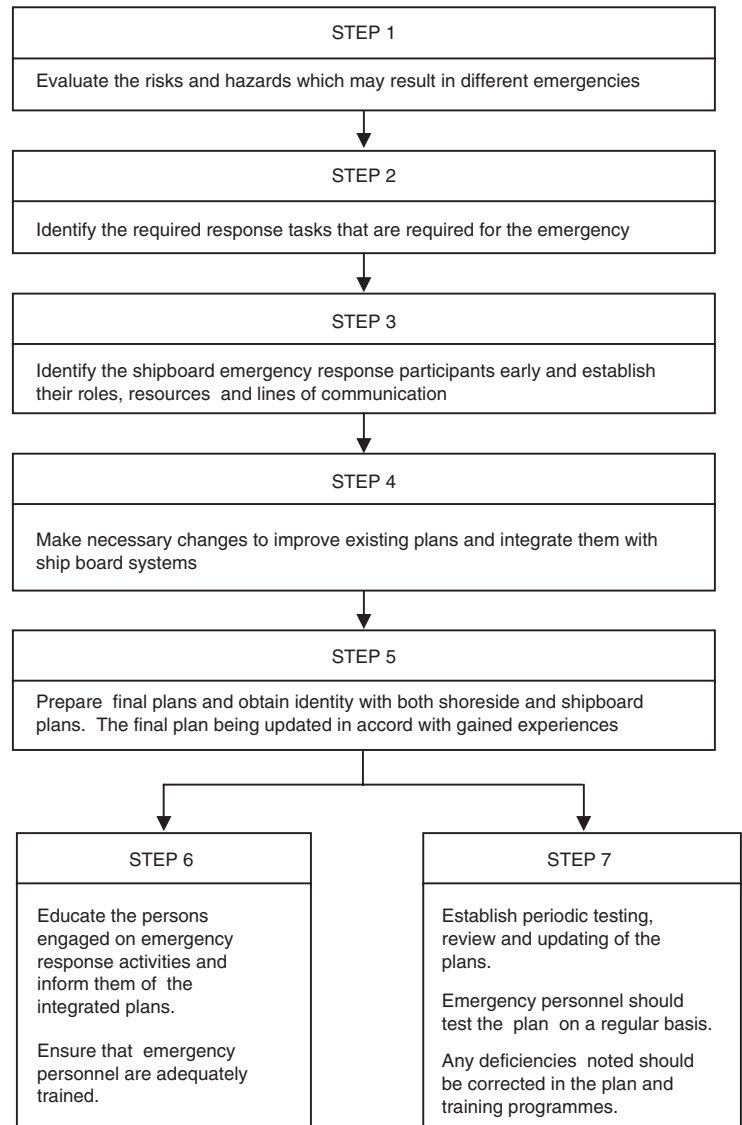 STEP 1
Evaluate the risks and hazards which may result in different emergencies
STEP 2
Identify the required response tasks that are required for the emergency
STEP 3
Identify the shipboard emergency response participants early and establish
their roles, resources and lines of communication
STEP 4
Make necessary changes to improve existing plans and integrate them with
ship board systems
STEP 5
Prepare final plans and obtain identity with both shoreside and shipboard
plans. The final plan being updated in accord with gained experiences
STEP 6
Educate the persons
engaged on emergency
response activities and
inform them of the
integrated plans.
Ensure that emergency
personnel are adequately
trained.
STEP 7
Establish periodic testing,
review and updating of the
plans.
Emergency personnel should
test the plan on a regular basis.
Any deficiencies noted should
be corrected in the plan and
training programmes.